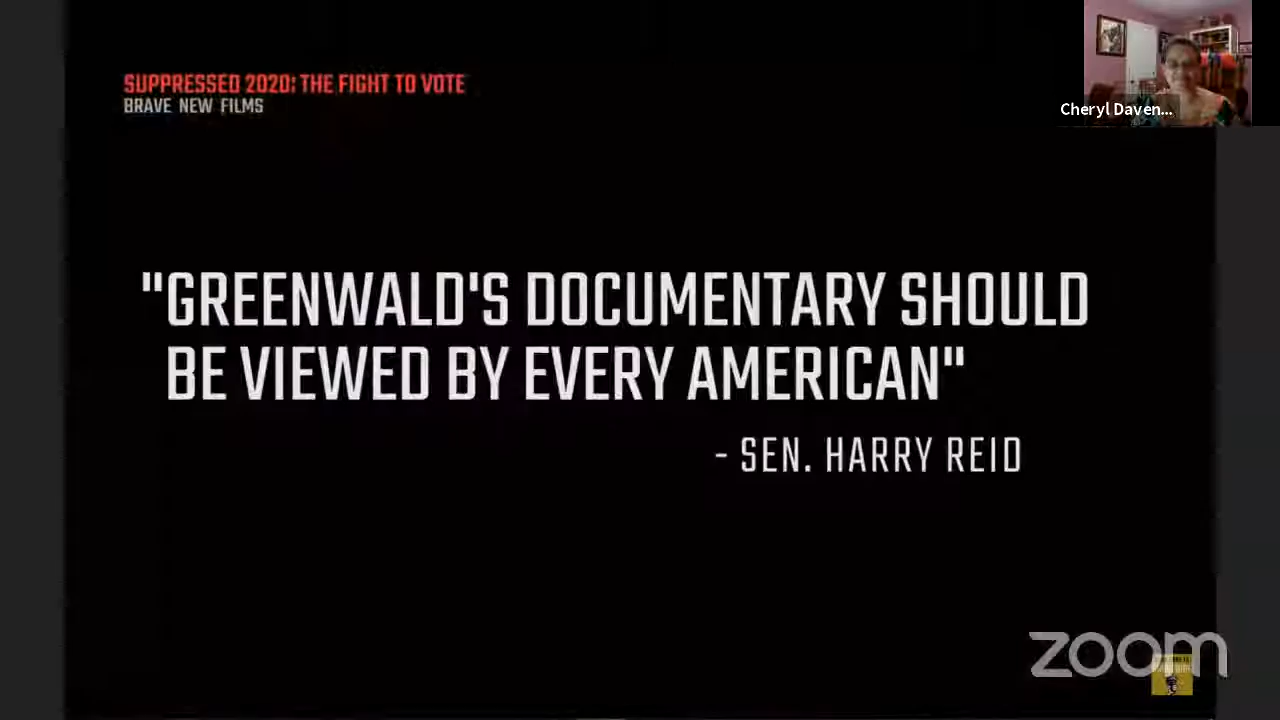 SUPPRESSED 2020: THE FIGHT TO VOTE
BRAVE NEW FILMS
Cheryl Daven...
"GREENWALD'S DOCUMENTARY SHOULD
BE VIEWED BY EVERY AMERICAN"
- SEN. HARRY REID
zoom